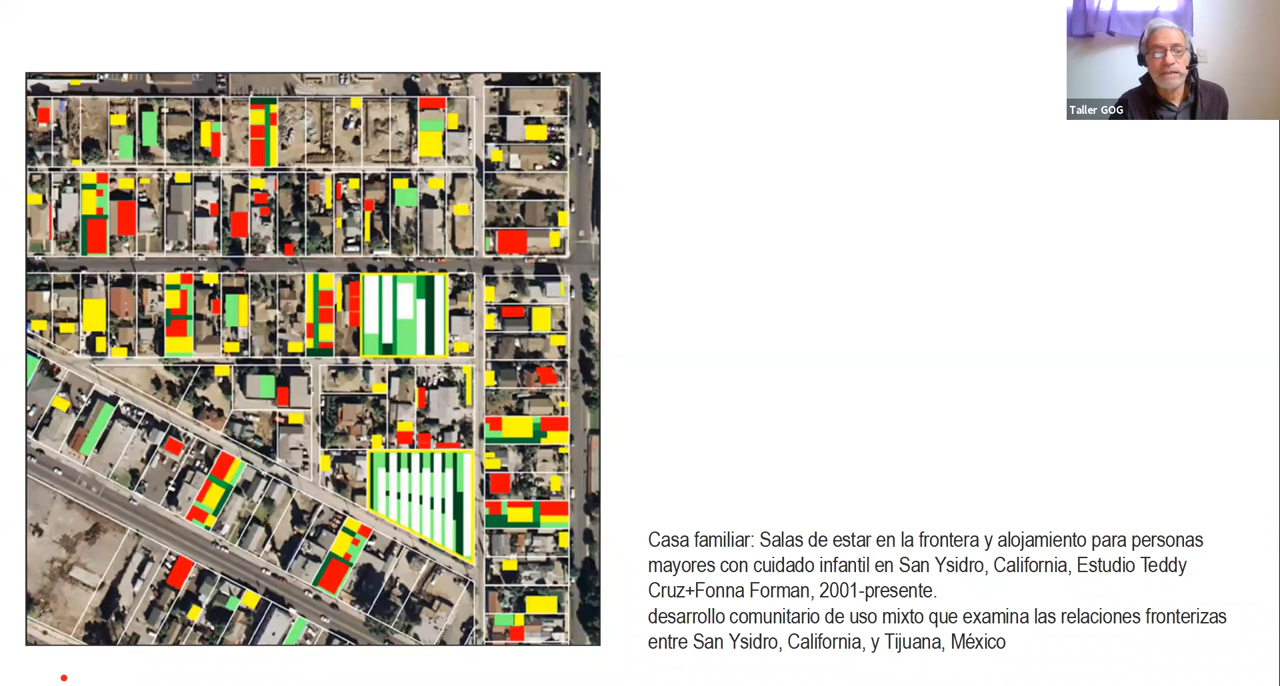 Taller GOG
Casa familiar: Salas de estar en la frontera y alojamiento para personas
mayores con cuidado infantil en San Ysidro, California, Estudio Teddy
Cruz+Fonna Forman, 2001-presente.
desarrollo comunitario de uso mixto que examina las relaciones fronterizas
entre San Ysidro, California, y Tijuana, México